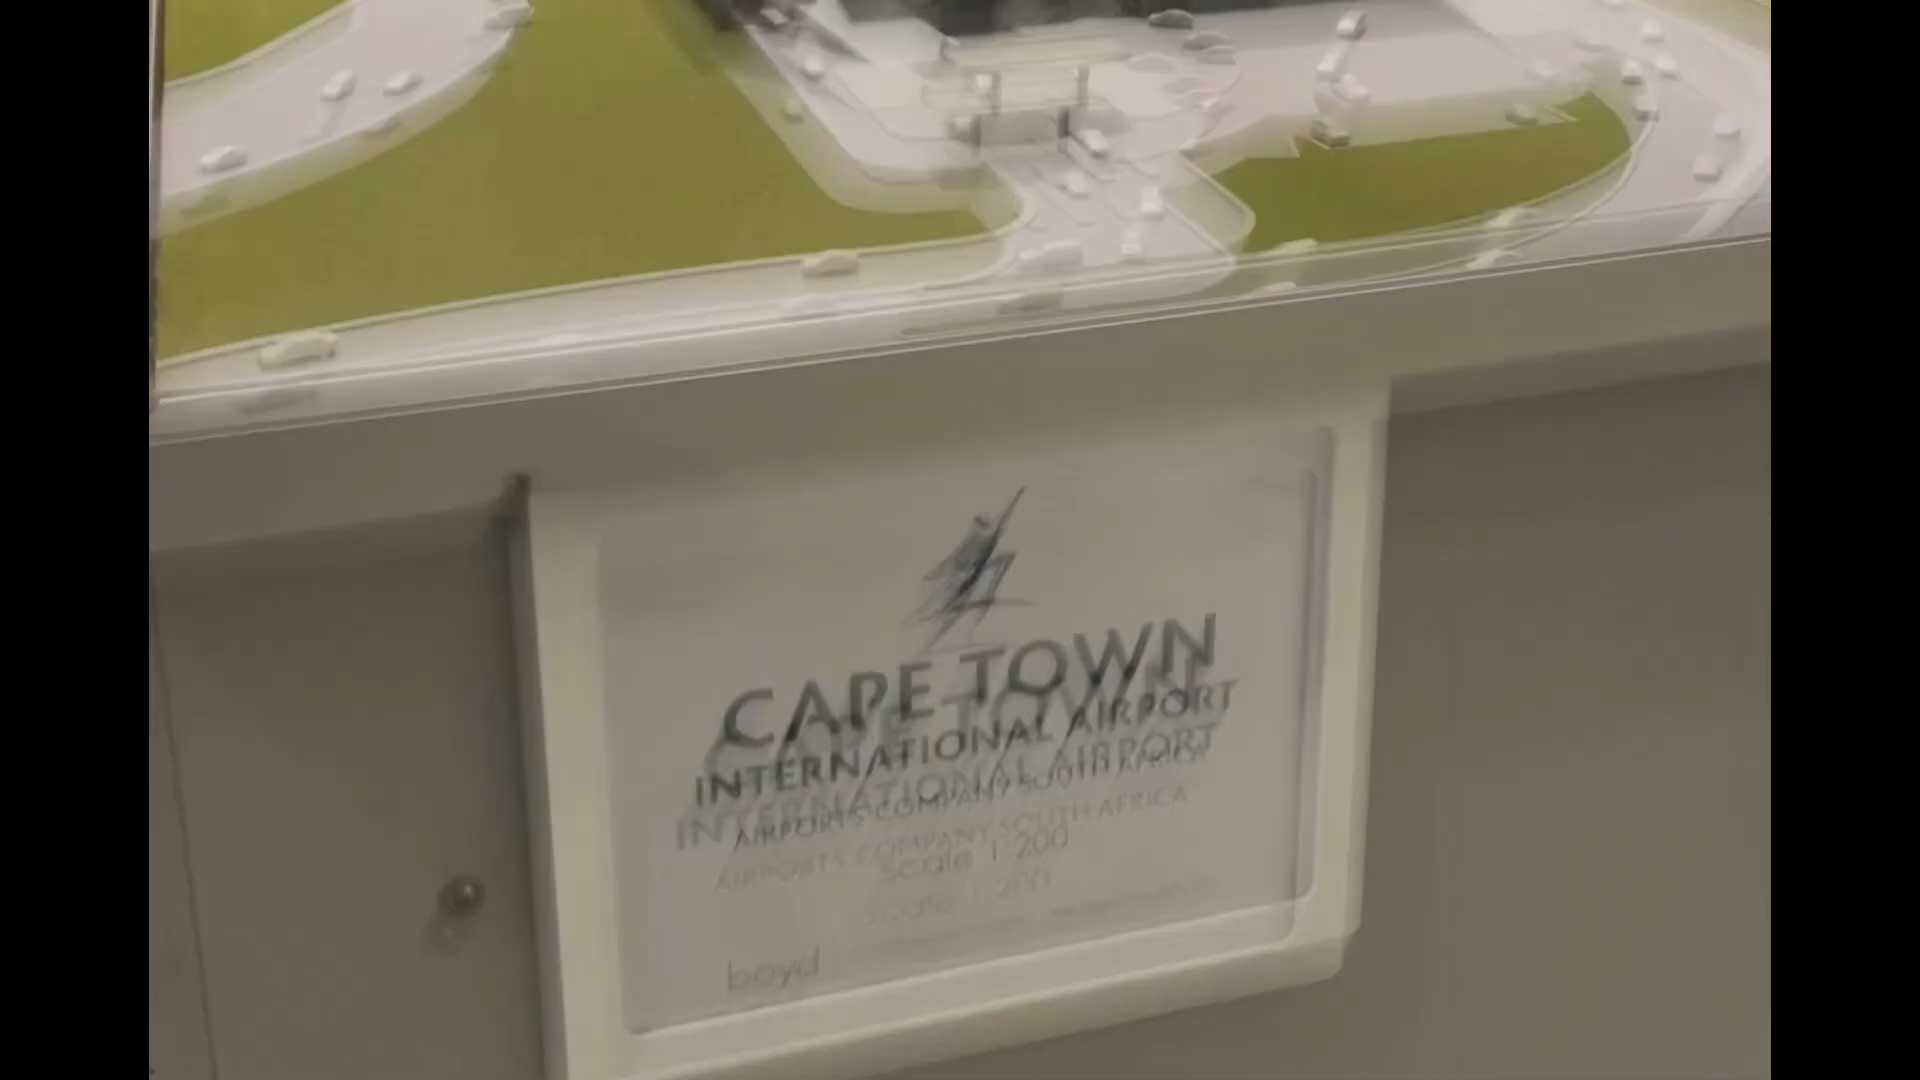 CAPE TOWN
INTERNATIONAL AIRPORT
AIRPORTS COMPANY SOUTH AFRICA
Scale 1:200
boyd